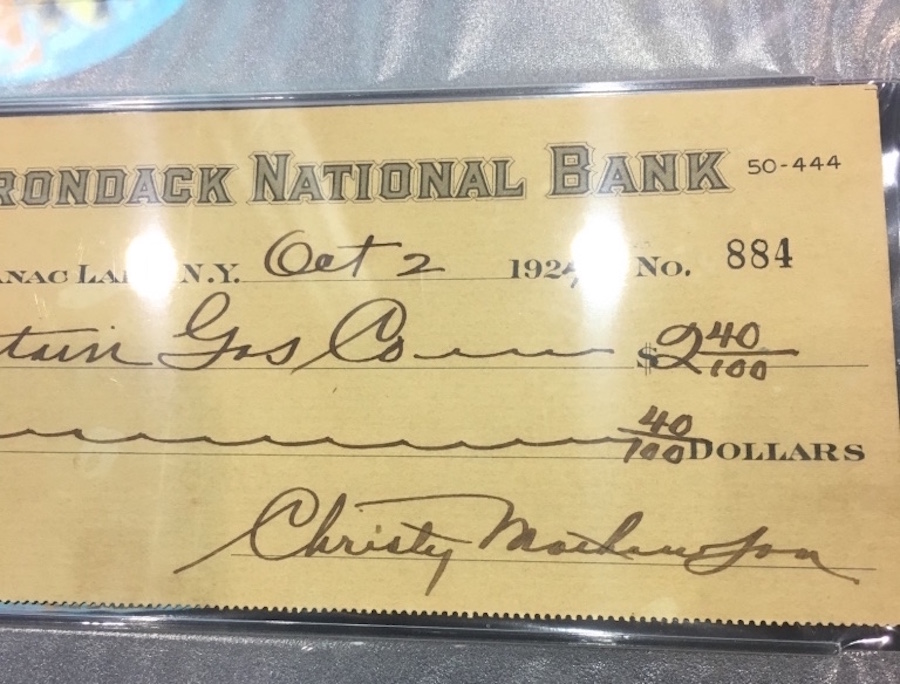 RONDACK NATIONAL BANK 50-444
ANAC LA N.Y. Oct 2 192 No. 884
tain Gas Co $2 40/100
40/100 DOLLARS
Christy Mathewson